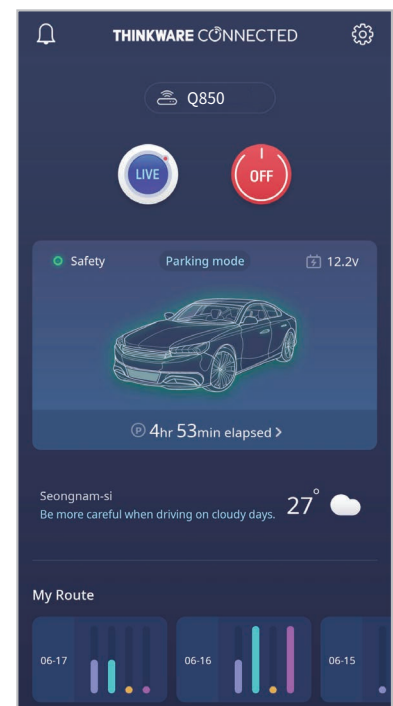 THINKWARE CONNECTED
Q850
LIVE
OFF
Safety
Parking mode
12.2v
P 4hr 53min elapsed >
Seongnam-si
Be more careful when driving on cloudy days.
27°
My Route
06-17
06-16
06-15